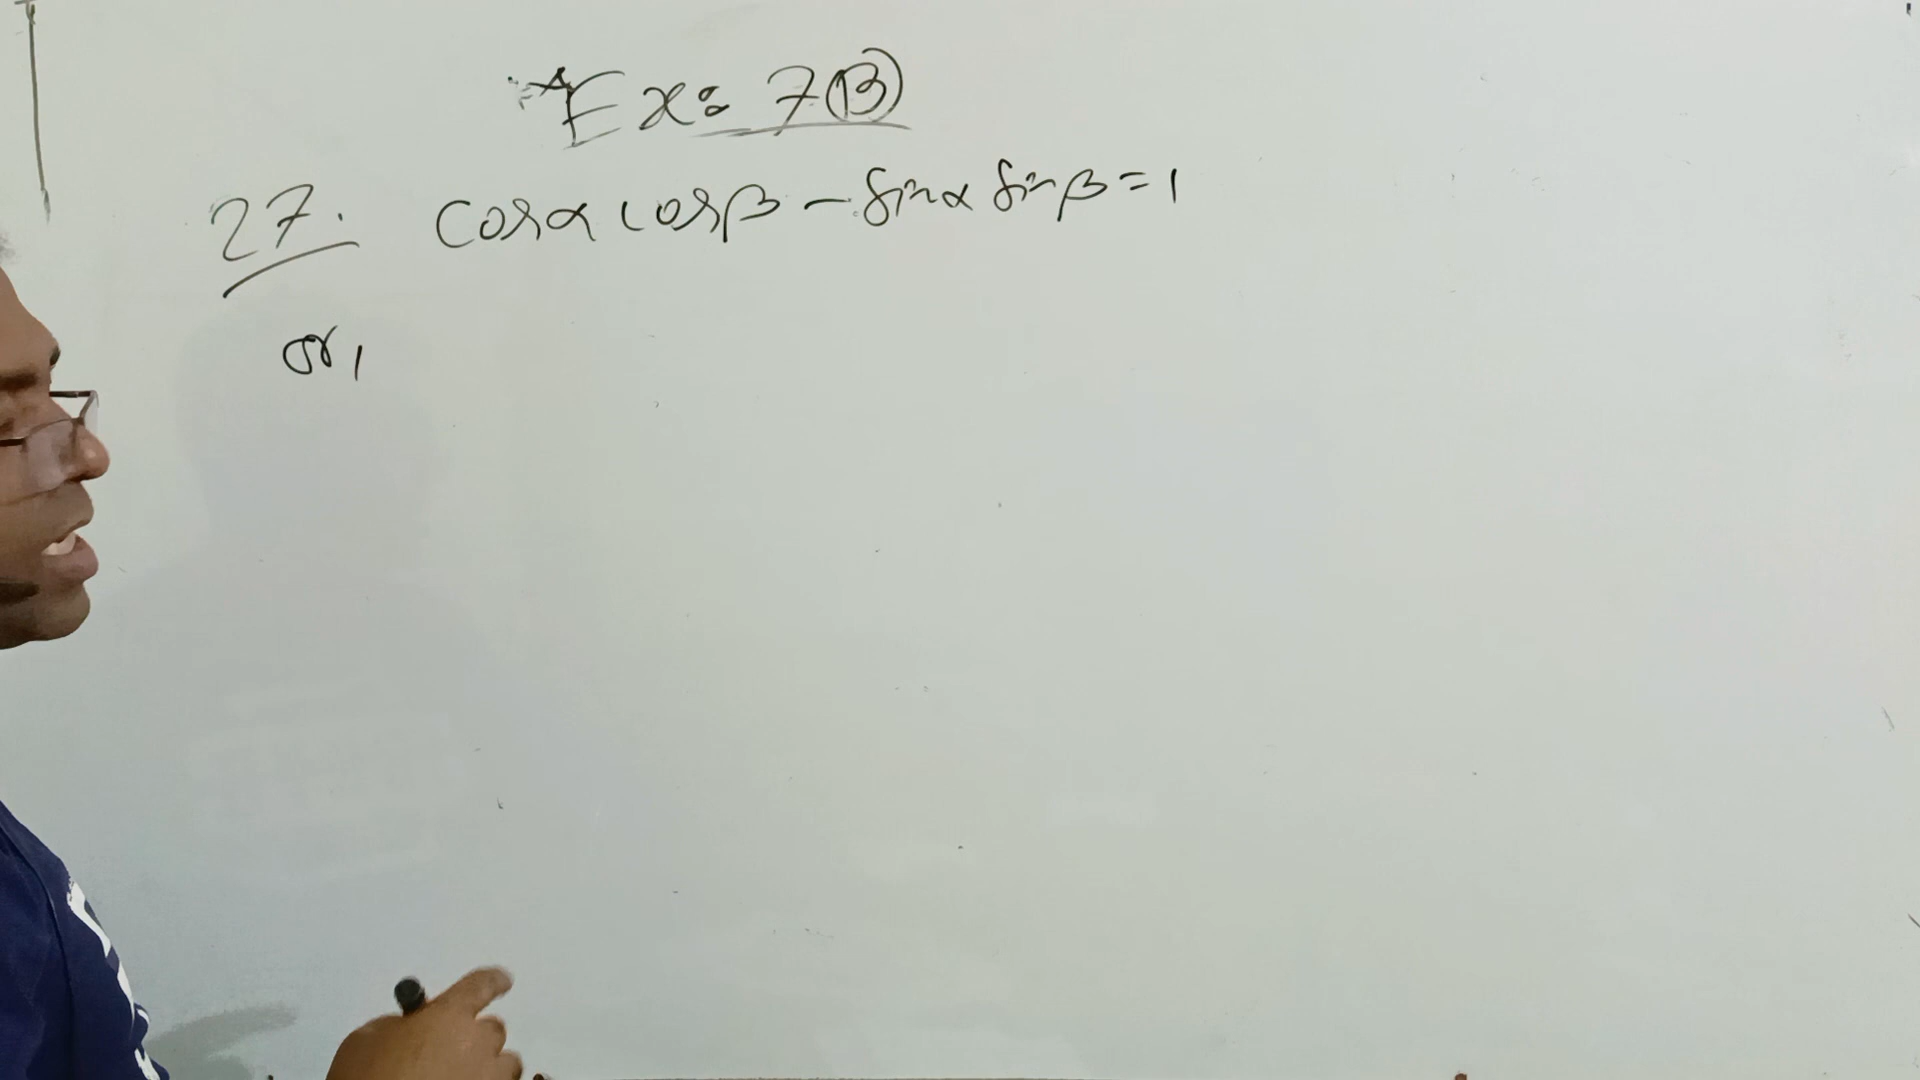 Ex: 7(B)
27. cosα cosβ - sinα sinβ = 1
or,